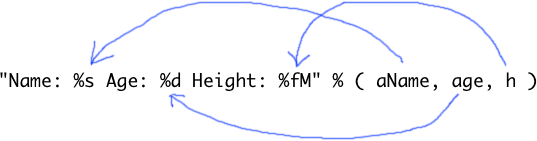 "Name: %s Age: %d Height: %fM" % ( aName, age, h )